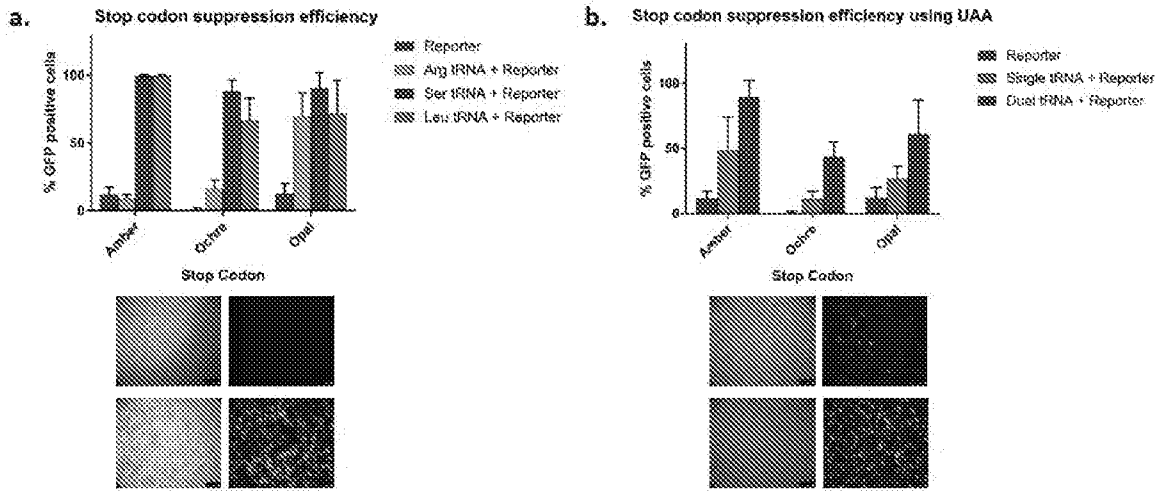 a.
Stop codon suppression efficiency
% GFP positive cells
100
50
0
Amber
Ochre
Opal
Stop Codon
Reporter
Arg tRNA + Reporter
Ser tRNA + Reporter
Leu tRNA + Reporter
b.
Stop codon suppression efficiency using UAA
% GFP positive cells
100
50
0
Amber
Ochre
Opal
Stop Codon
Reporter
Single tRNA + Reporter
Dual tRNA + Reporter